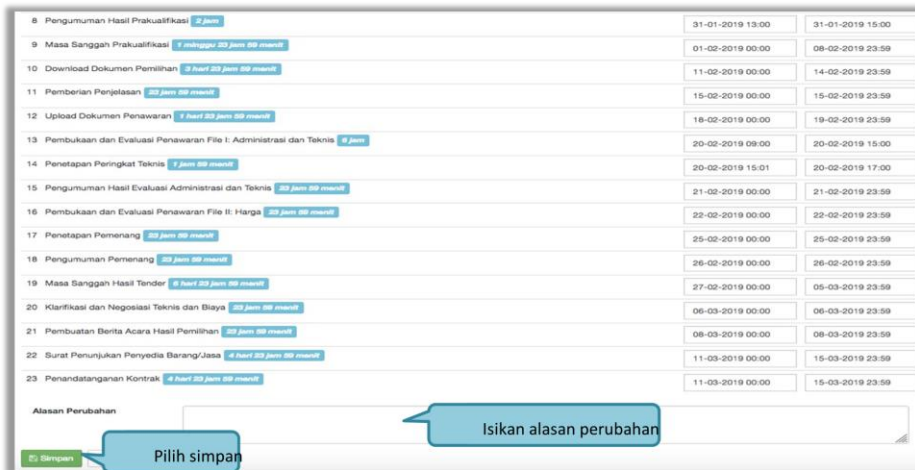 8 Pengumuman Hasil Prakualifikasi 2 jam 31-01-2019 13:00 31-01-2019 15:00
9 Masa Sanggah Prakualifikasi 1 minggu 23 jam 59 menit 01-02-2019 00:00 08-02-2019 23:59
10 Download Dokumen Pemilihan 3 hari 23 jam 59 menit 11-02-2019 00:00 14-02-2019 23:59
11 Pemberian Penjelasan 23 jam 59 menit 15-02-2019 00:00 15-02-2019 23:59
12 Upload Dokumen Penawaran 1 hari 23 jam 59 menit 18-02-2019 00:00 19-02-2019 23:59
13 Pembukaan dan Evaluasi Penawaran File I: Administrasi dan Teknis 6 jam 20-02-2019 09:00 20-02-2019 15:00
14 Penetapan Peringkat Teknis 1 jam 59 menit 20-02-2019 15:01 20-02-2019 17:00
15 Pengumuman Hasil Evaluasi Administrasi dan Teknis 23 jam 59 menit 21-02-2019 00:00 21-02-2019 23:59
16 Pembukaan dan Evaluasi Penawaran File II: Harga 23 jam 59 menit 22-02-2019 00:00 22-02-2019 23:59
17 Penetapan Pemenang 23 jam 59 menit 25-02-2019 00:00 25-02-2019 23:59
18 Pengumuman Pemenang 23 jam 59 menit 26-02-2019 00:00 26-02-2019 23:59
19 Masa Sanggah Hasil Tender 6 hari 23 jam 59 menit 27-02-2019 00:00 05-03-2019 23:59
20 Klarifikasi dan Negosiasi Teknis dan Biaya 23 jam 59 menit 06-03-2019 00:00 06-03-2019 23:59
21 Pembuatan Berita Acara Hasil Pemilihan 23 jam 59 menit 08-03-2019 00:00 08-03-2019 23:59
22 Surat Penunjukan Penyedia Barang/Jasa 4 hari 23 jam 59 menit 11-03-2019 00:00 15-03-2019 23:59
23 Penandatanganan Kontrak 4 hari 23 jam 59 menit 11-03-2019 00:00 15-03-2019 23:59
Alasan Perubahan
Isikan alasan perubahan
Simpan
Pilih simpan